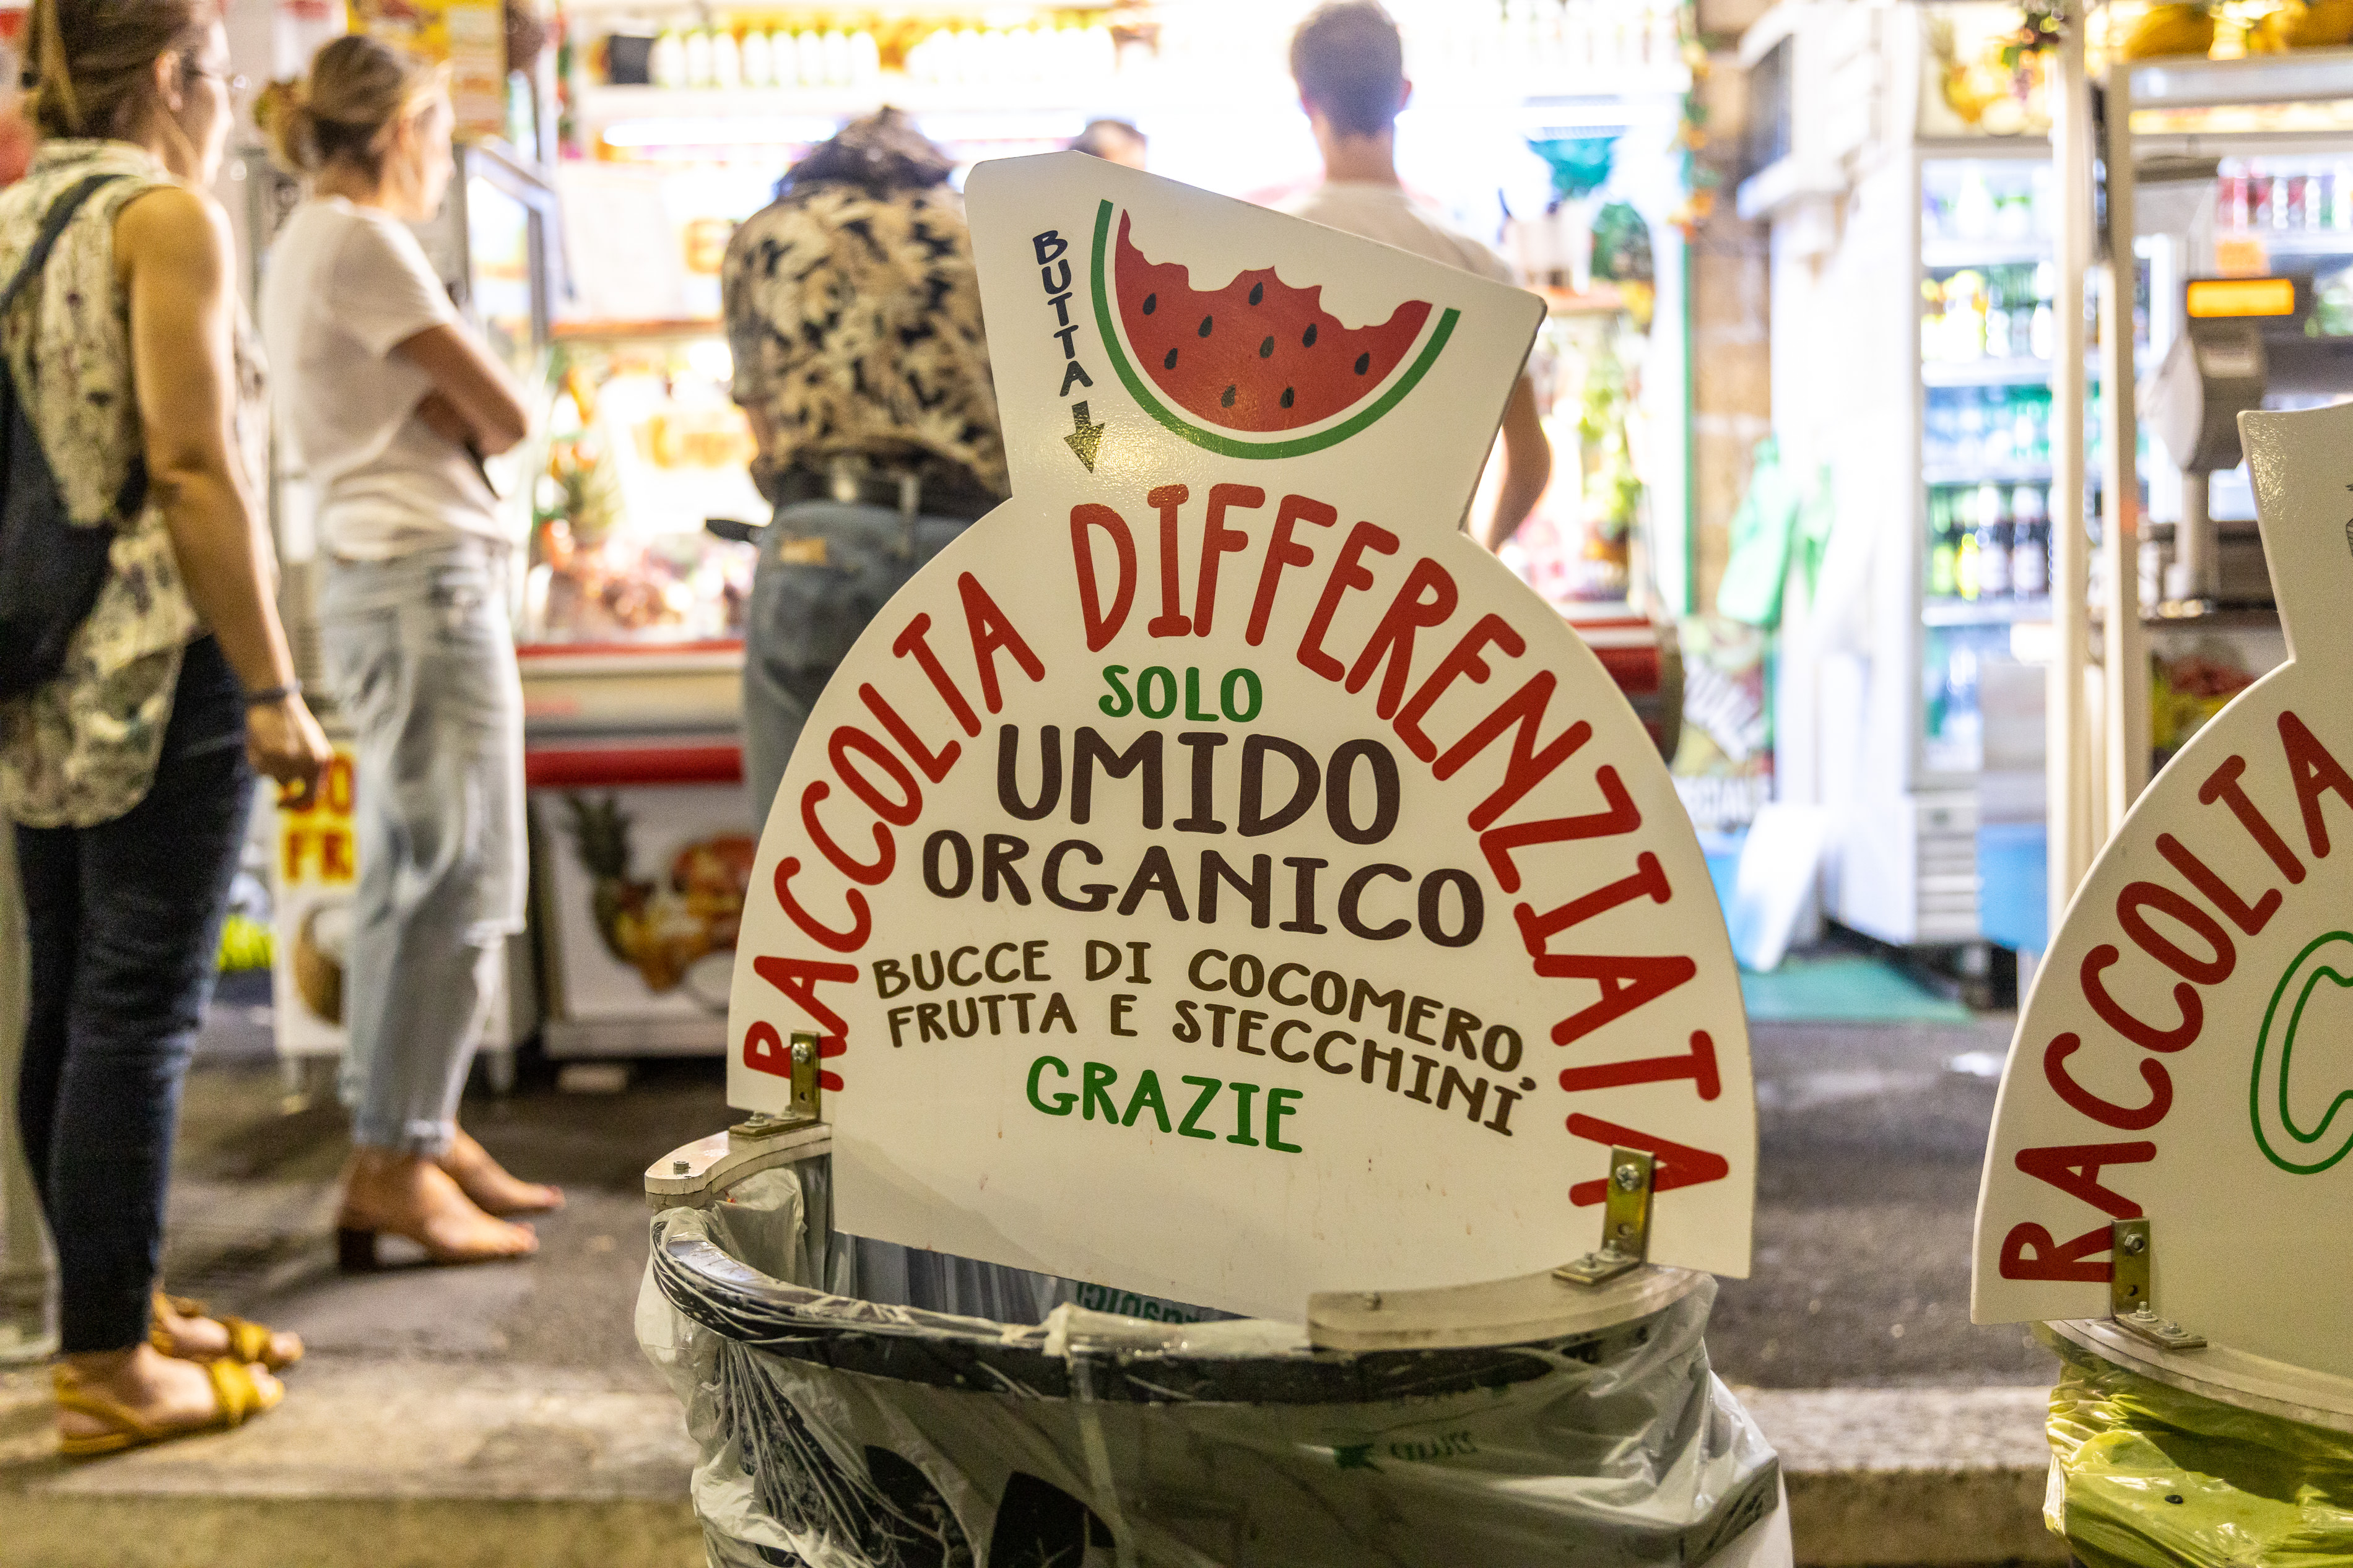 BUTTA
RACCOLTA DIFFERENZIATA
SOLO
UMIDO
ORGANICO
BUCCE DI COCOMERO,
FRUTTA E STECCHINI,
GRAZIE
RACCOLTA